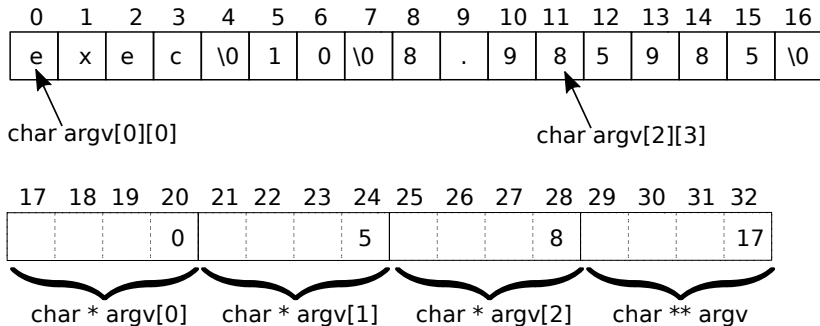 0 1 2 3 4 5 6 7 8 9 10 11 12 13 14 15 16
e x e c \0 1 0 \0 8 . 9 8 5 9 8 5 \0
char argv[0][0] char argv[2][3]
17 18 19 20 21 22 23 24 25 26 27 28 29 30 31 32
0 5 8 17
char * argv[0] char * argv[1] char * argv[2] char ** argv